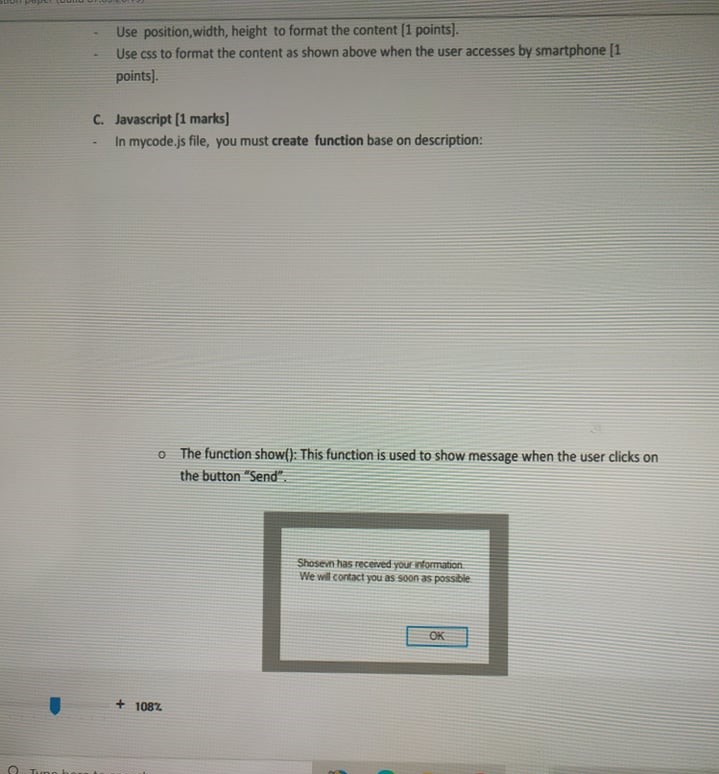 - Use position,width, height to format the content [1 points].
- Use css to format the content as shown above when the user accesses by smartphone [1
points].
C. Javascript [1 marks]
- In mycode.js file, you must create function base on description:
o The function show(): This function is used to show message when the user clicks on
the button "Send".
Shosevn has received your information.
We will contact you as soon as possible.
OK
+ 108%